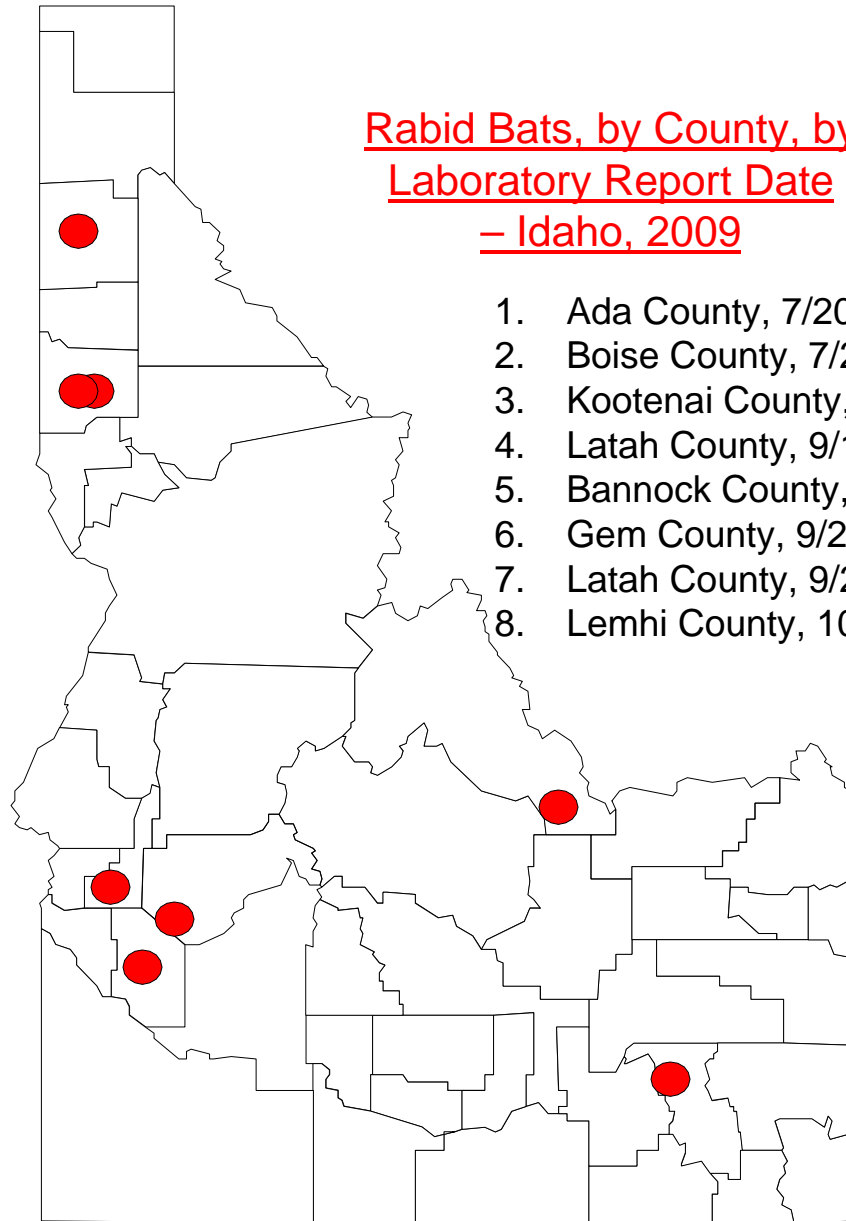 Rabid Bats, by County, by
Laboratory Report Date
– Idaho, 2009
1. Ada County, 7/20
2. Boise County, 7/2
3. Kootenai County,
4. Latah County, 9/1
5. Bannock County,
6. Gem County, 9/2
7. Latah County, 9/2
8. Lemhi County, 10